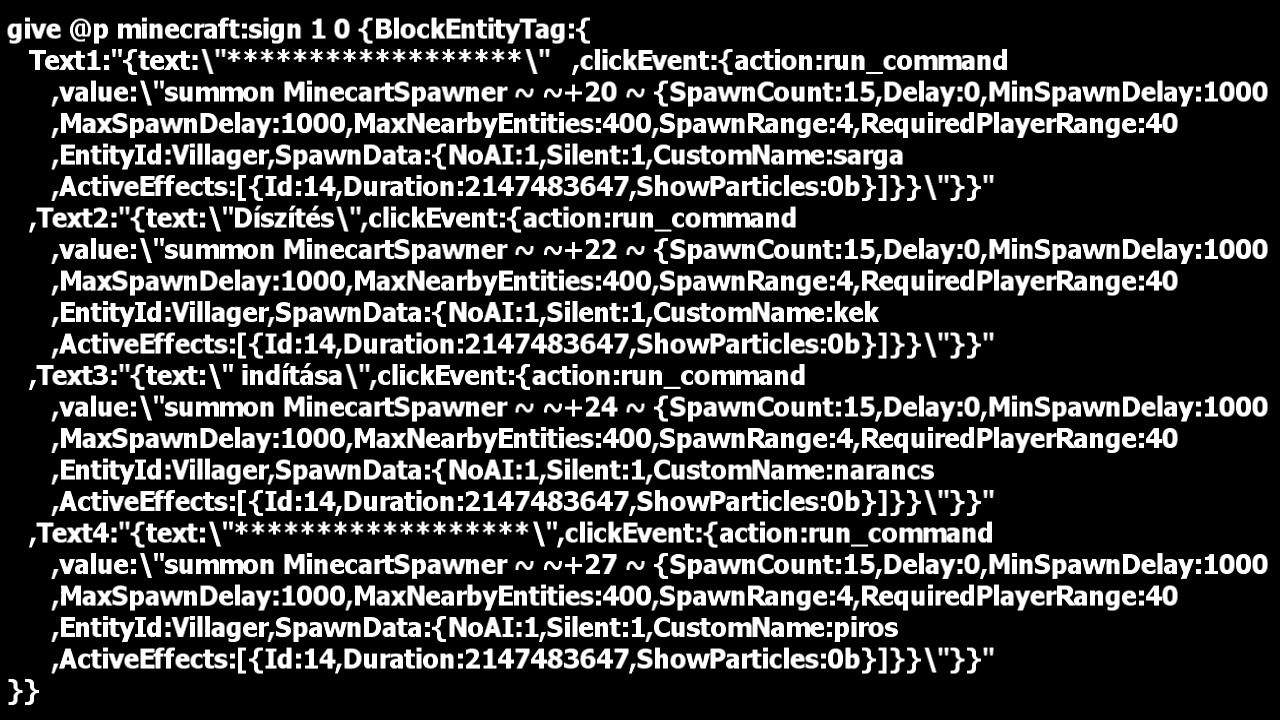 give @p minecraft:sign 1 0 {BlockEntityTag:{
Text1:"{text:\"******************\" ,clickEvent:{action:run_command
,value:\"summon MinecartSpawner ~ ~+20 ~ {SpawnCount:15,Delay:0,MinSpawnDelay:1000
,MaxSpawnDelay:1000,MaxNearbyEntities:400,SpawnRange:4,RequiredPlayerRange:40
,EntityId:Villager,SpawnData:{NoAI:1,Silent:1,CustomName:sarga
,ActiveEffects:[{Id:14,Duration:2147483647,ShowParticles:0b}]}}\"}}"
,Text2:"{text:\"Díszítés\",clickEvent:{action:run_command
,value:\"summon MinecartSpawner ~ ~+22 ~ {SpawnCount:15,Delay:0,MinSpawnDelay:1000
,MaxSpawnDelay:1000,MaxNearbyEntities:400,SpawnRange:4,RequiredPlayerRange:40
,EntityId:Villager,SpawnData:{NoAI:1,Silent:1,CustomName:kek
,ActiveEffects:[{Id:14,Duration:2147483647,ShowParticles:0b}]}}\"}}"
,Text3:"{text:\" indítása\",clickEvent:{action:run_command
,value:\"summon MinecartSpawner ~ ~+24 ~ {SpawnCount:15,Delay:0,MinSpawnDelay:1000
,MaxSpawnDelay:1000,MaxNearbyEntities:400,SpawnRange:4,RequiredPlayerRange:40
,EntityId:Villager,SpawnData:{NoAI:1,Silent:1,CustomName:narancs
,ActiveEffects:[{Id:14,Duration:2147483647,ShowParticles:0b}]}}\"}}"
,Text4:"{text:\"******************\",clickEvent:{action:run_command
,value:\"summon MinecartSpawner ~ ~+27 ~ {SpawnCount:15,Delay:0,MinSpawnDelay:1000
,MaxSpawnDelay:1000,MaxNearbyEntities:400,SpawnRange:4,RequiredPlayerRange:40
,EntityId:Villager,SpawnData:{NoAI:1,Silent:1,CustomName:piros
,ActiveEffects:[{Id:14,Duration:2147483647,ShowParticles:0b}]}}\"}}"
}}